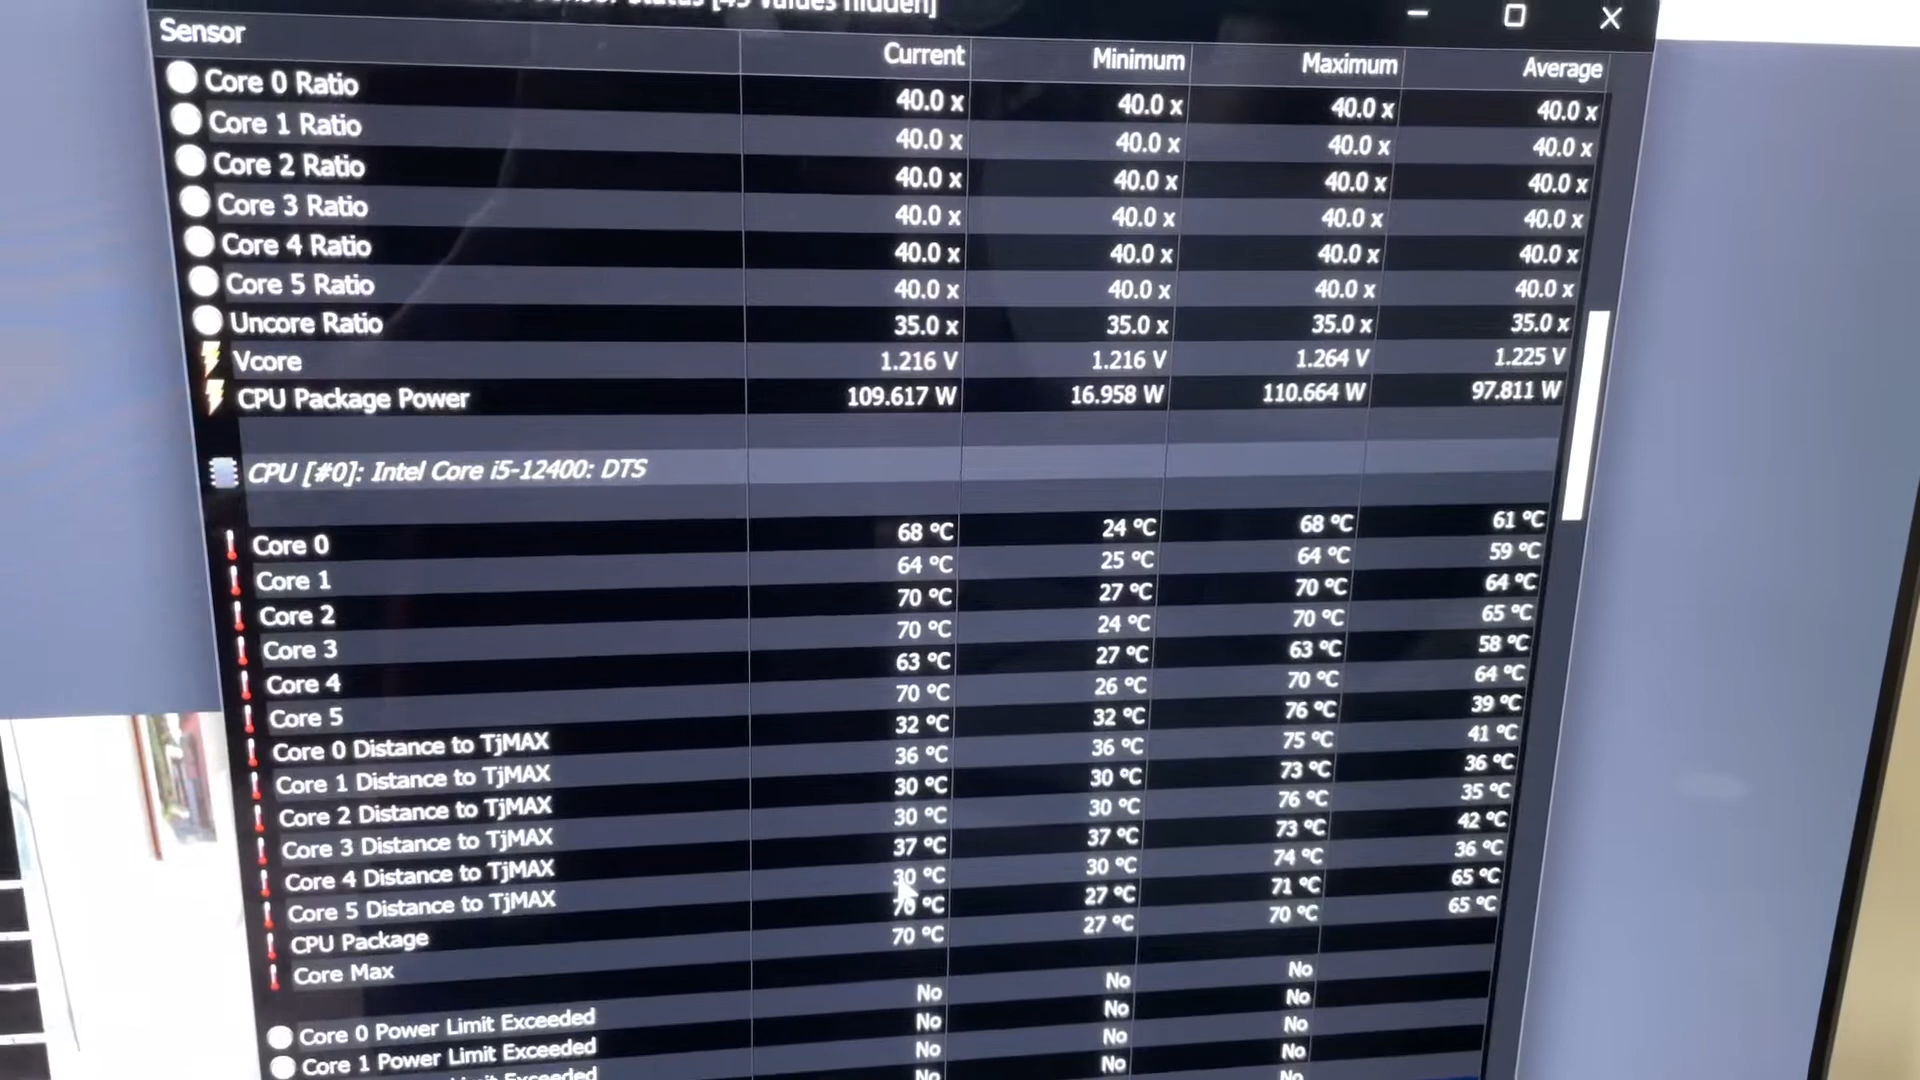 Sensor Status [45 values hidden]
Sensor Current Minimum Maximum Average
Core 0 Ratio 40.0 x 40.0 x 40.0 x 40.0 x
Core 1 Ratio 40.0 x 40.0 x 40.0 x 40.0 x
Core 2 Ratio 40.0 x 40.0 x 40.0 x 40.0 x
Core 3 Ratio 40.0 x 40.0 x 40.0 x 40.0 x
Core 4 Ratio 40.0 x 40.0 x 40.0 x 40.0 x
Core 5 Ratio 40.0 x 40.0 x 40.0 x 40.0 x
Uncore Ratio 35.0 x 35.0 x 35.0 x 35.0 x
Vcore 1.216 V 1.216 V 1.264 V 1.225 V
CPU Package Power 109.617 W 16.958 W 110.664 W 97.811 W
CPU [#0]: Intel Core i5-12400: DTS
Core 0 68 °C 24 °C 68 °C 61 °C
Core 1 64 °C 25 °C 64 °C 59 °C
Core 2 70 °C 27 °C 70 °C 64 °C
Core 3 70 °C 24 °C 70 °C 65 °C
Core 4 63 °C 27 °C 63 °C 58 °C
Core 5 70 °C 26 °C 70 °C 64 °C
Core 0 Distance to TjMAX 32 °C 32 °C 76 °C 39 °C
Core 1 Distance to TjMAX 36 °C 36 °C 75 °C 41 °C
Core 2 Distance to TjMAX 30 °C 30 °C 73 °C 36 °C
Core 3 Distance to TjMAX 30 °C 30 °C 76 °C 35 °C
Core 4 Distance to TjMAX 37 °C 37 °C 73 °C 42 °C
Core 5 Distance to TjMAX 30 °C 30 °C 74 °C 36 °C
CPU Package 70 °C 27 °C 71 °C 65 °C
Core Max 70 °C 27 °C 70 °C 65 °C
No No No
Core 0 Power Limit Exceeded No No No
Core 1 Power Limit Exceeded No No No
Limit Exceeded No No